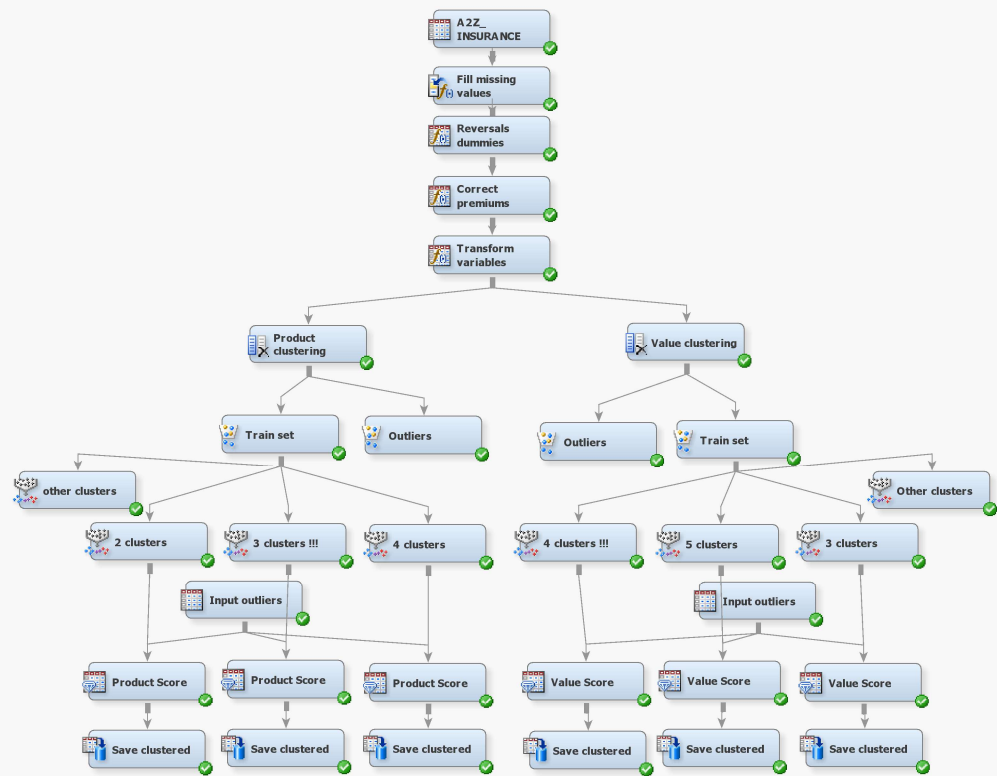 A2Z_
INSURANCE
Fill missing
values
Reversals
dummies
Correct
premiums
Transform
variables
Product
clustering
Value clustering
Train set
Outliers
Outliers
Train set
other clusters
Other clusters
2 clusters
3 clusters !!!
4 clusters
4 clusters !!!
5 clusters
3 clusters
Input outliers
Input outliers
Product Score
Product Score
Product Score
Value Score
Value Score
Value Score
Save clustered
Save clustered
Save clustered
Save clustered
Save clustered
Save clustered